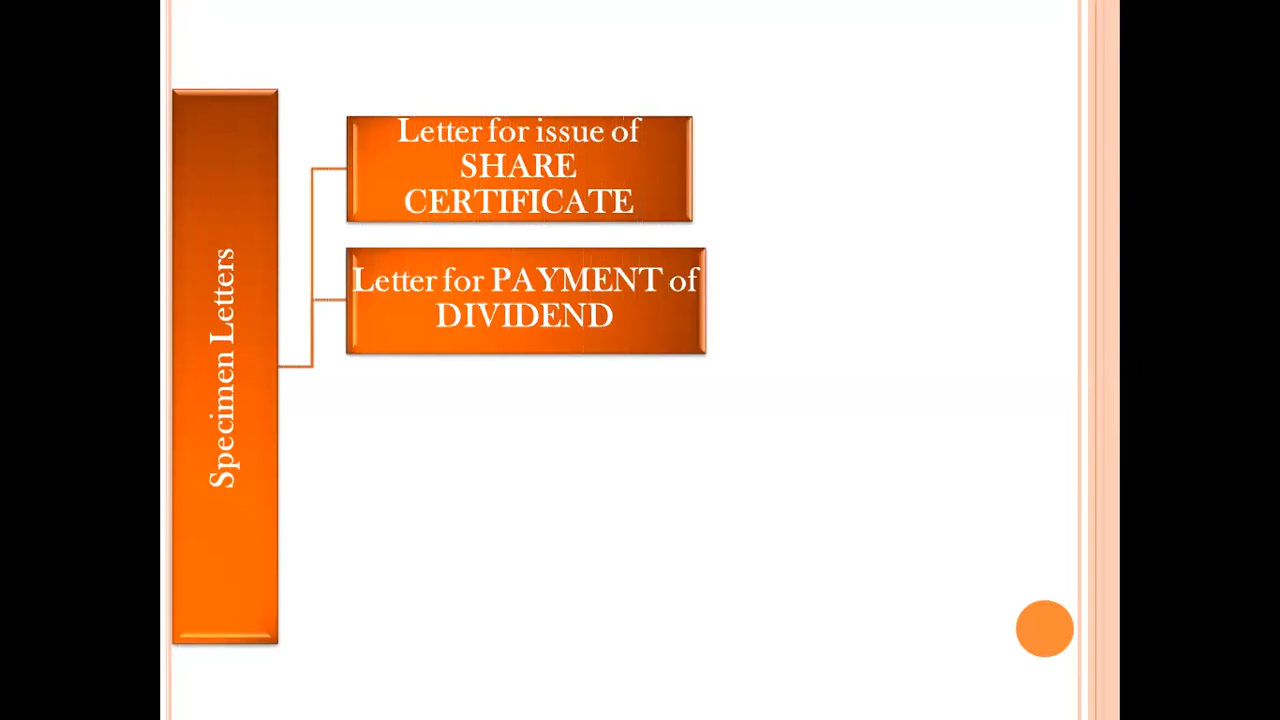 Specimen Letters
Letter for issue of
SHARE
CERTIFICATE
Letter for PAYMENT of
DIVIDEND